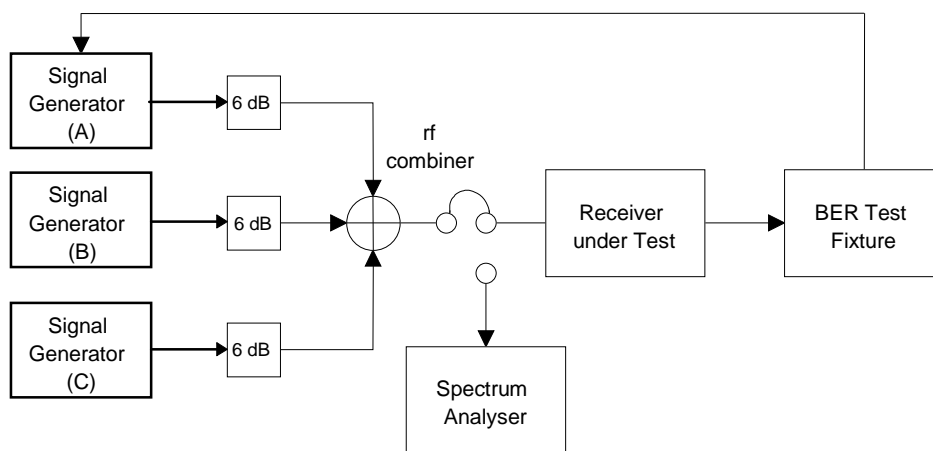 Signal
Generator
(A)
6 dB
rf
combiner
Signal
Generator
(B)
6 dB
Receiver
under Test
BER Test
Fixture
Signal
Generator
(C)
6 dB
Spectrum
Analyser